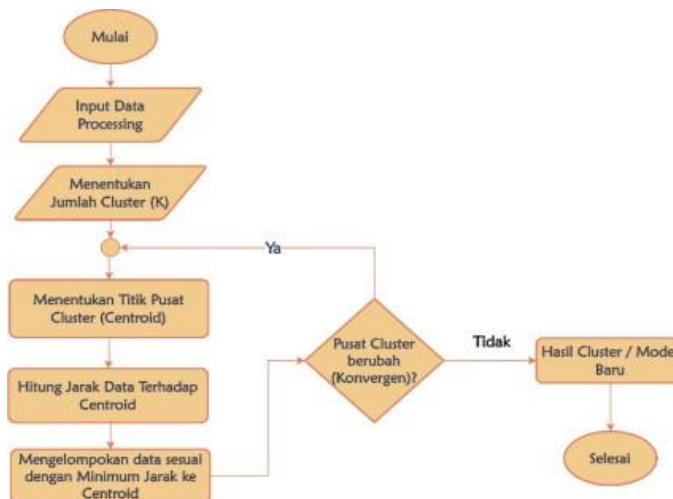 Mulai
Input Data
Processing
Menentukan
Jumlah Cluster (K)
Ya
Menentukan Titik Pusat
Cluster (Centroid)
Hitung Jarak Data Terhadap
Centroid
Mengelompokan data sesuai
dengan Minimum Jarak ke
Centroid
Pusat Cluster
berubah
(Konvergen)?
Tidak
Hasil Cluster / Mode
Baru
Selesai